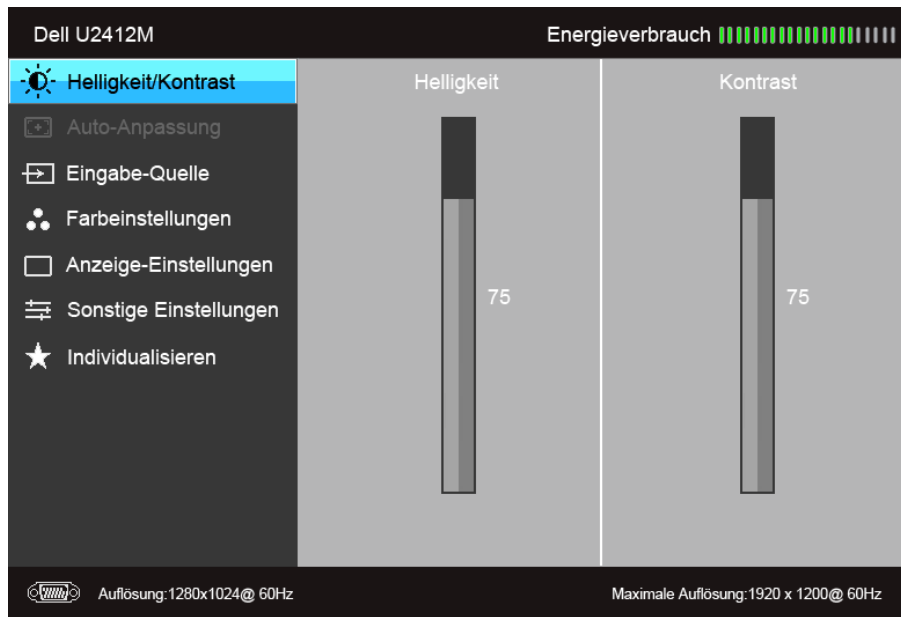 Dell U2412M
Energieverbrauch
Helligkeit/Kontrast
Auto-Anpassung
Eingabe-Quelle
Farbeinstellungen
Anzeige-Einstellungen
Sonstige Einstellungen
Individualisieren
Helligkeit
75
Kontrast
75
Auflösung:1280x1024@ 60Hz
Maximale Auflösung:1920 x 1200@ 60Hz